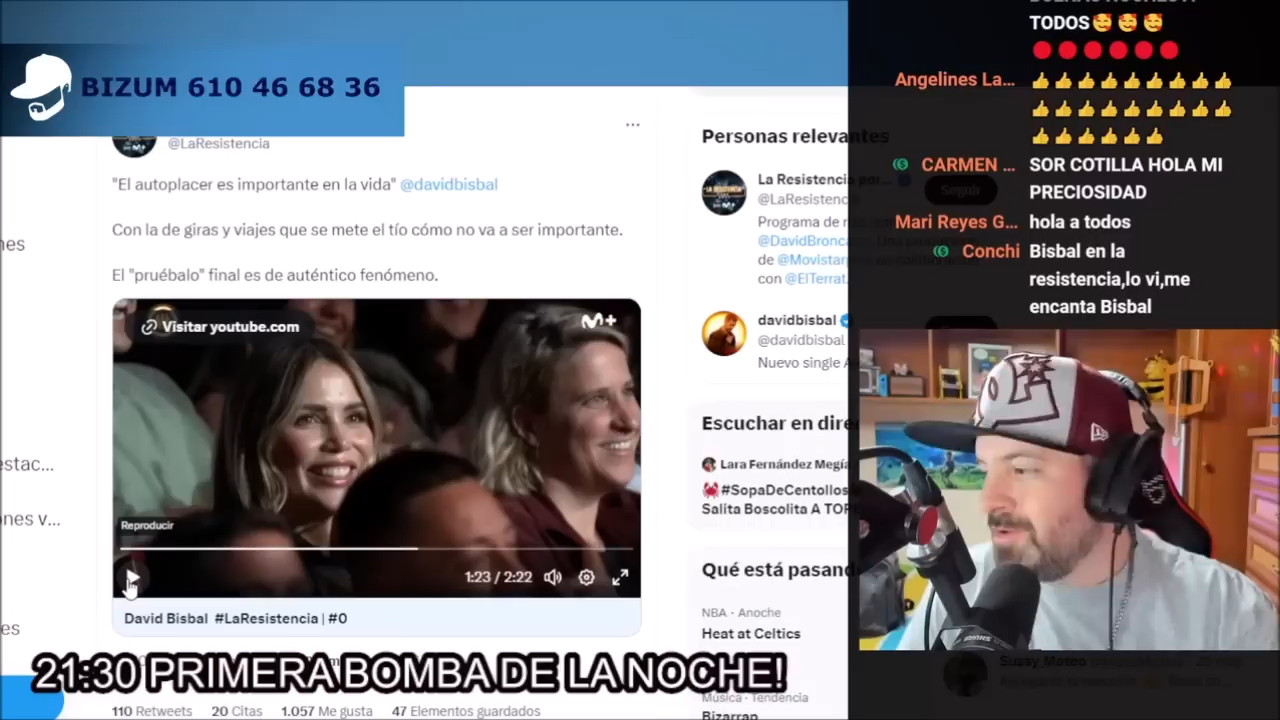 BIZUM 610 46 68 36
@LaResistencia
"El autoplacer es importante en la vida" @davidbisbal
Con la de giras y viajes que se mete el tío cómo no va a ser importante.
El "pruébalo" final es de auténtico fenómeno.
Visitar youtube.com
M+
Reproducir
1:23 / 2:22
David Bisbal #LaResistencia | #0
21:30 PRIMERA BOMBA DE LA NOCHE!
110 Retweets 20 Citas 1.057 Me gusta 47 Elementos guardados
Personas relevantes
La Resistencia por...
Seguir
@LaResistenc
Programa de
@DavidBronc
de @Movistar
con @ElTerrat
davidbisbal
@davidbisbal
Nuevo single
Escuchar en dire
Lara Fernández Megía
#SopaDeCentollos
Salita Boscolita A TO
Qué está pasand
NBA · Anoche
Heat at Celtics
Música · Tendencia
Bizarrap
TODOS
Angelines La...
CARMEN ... SOR COTILLA HOLA MI
PRECIOSIDAD
Mari Reyes G... hola a todos
Conchi Bisbal en la
resistencia,lo vi,me
encanta Bisbal